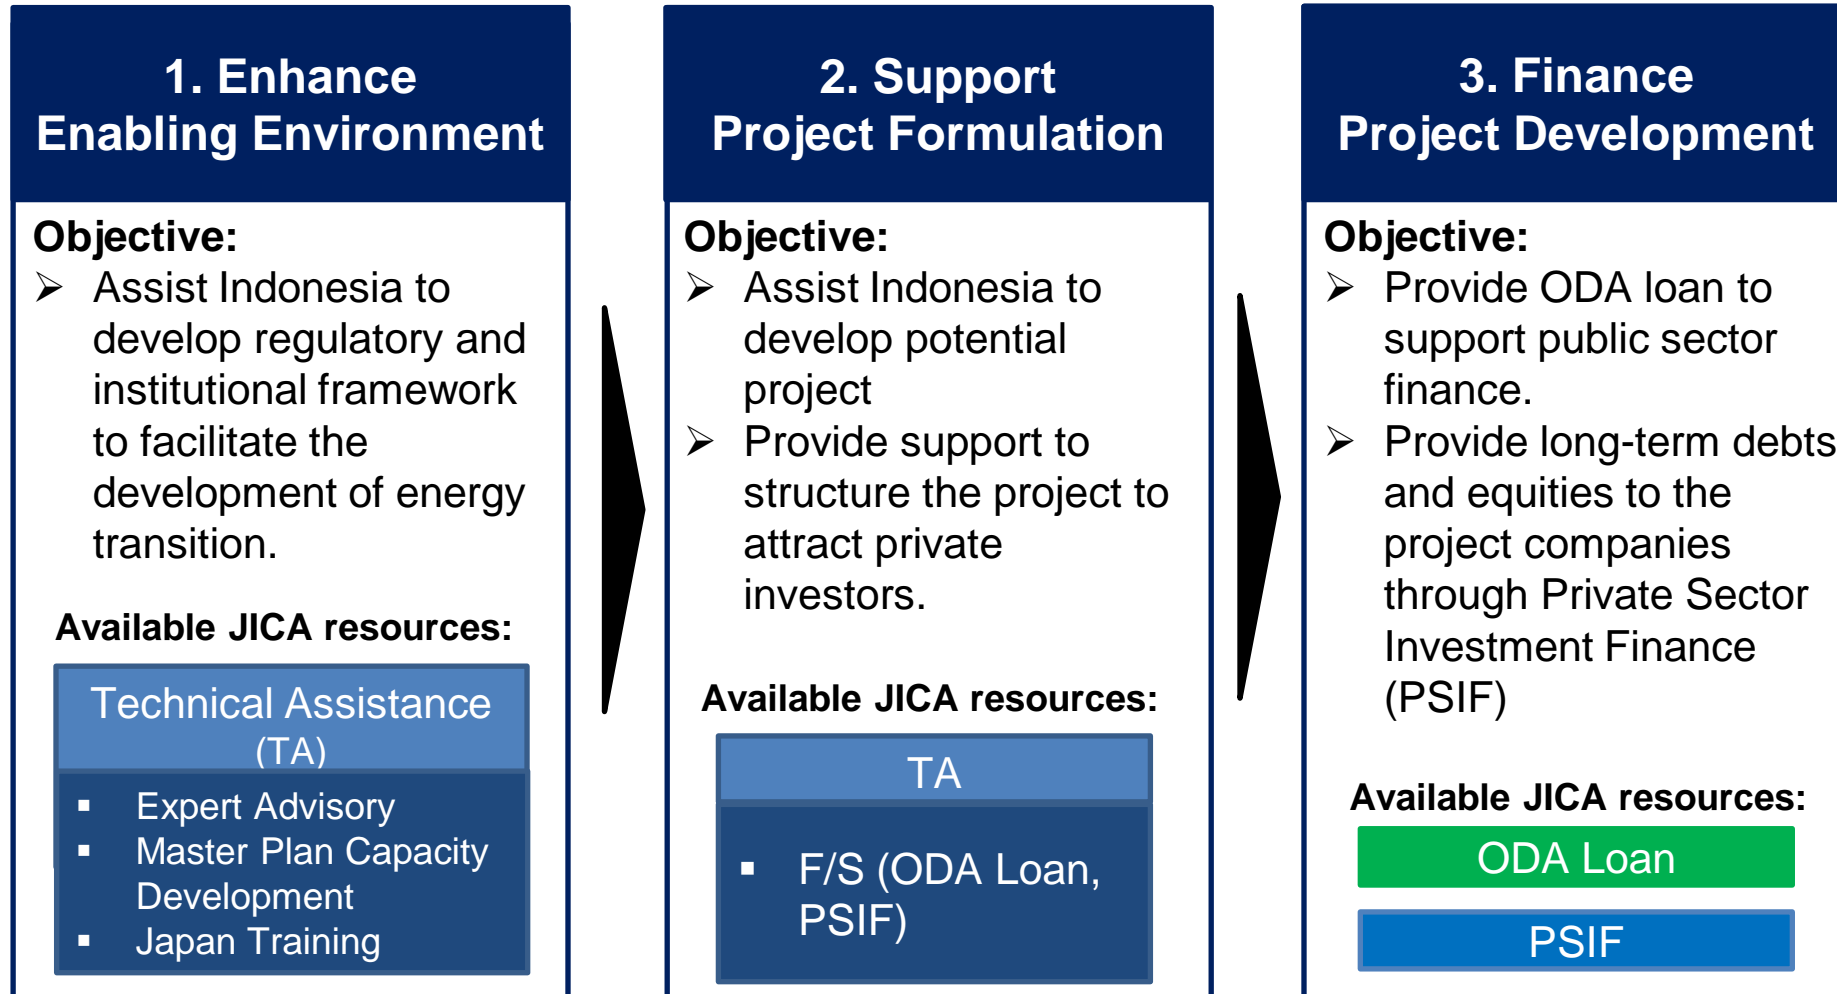 1. Enhance
Enabling Environment
Objective:
➢ Assist Indonesia to
develop regulatory and
institutional framework
to facilitate the
development of energy
transition.
Available JICA resources:
Technical Assistance
(TA)
▪ Expert Advisory
▪ Master Plan Capacity
Development
▪ Japan Training
2. Support
Project Formulation
Objective:
➢ Assist Indonesia to
develop potential
project
➢ Provide support to
structure the project to
attract private
investors.
Available JICA resources:
TA
▪ F/S (ODA Loan,
PSIF)
3. Finance
Project Development
Objective:
➢ Provide ODA loan to
support public sector
finance.
➢ Provide long-term debts
and equities to the
project companies
through Private Sector
Investment Finance
(PSIF)
Available JICA resources:
ODA Loan
PSIF